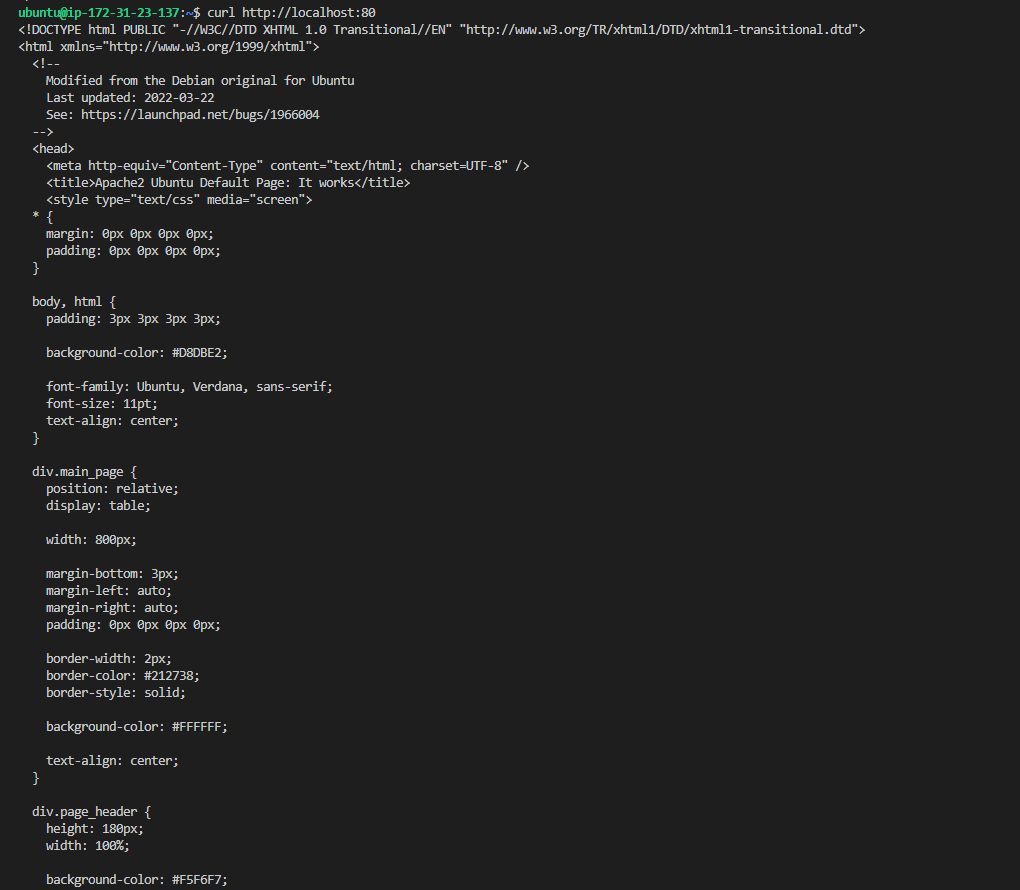 ubuntu@ip-172-31-23-137:~$ curl http://localhost:80
<!DOCTYPE html PUBLIC "-//W3C//DTD XHTML 1.0 Transitional//EN" "http://www.w3.org/TR/xhtml1/DTD/xhtml1-transitional.dtd">
<html xmlns="http://www.w3.org/1999/xhtml">
  <!--
    Modified from the Debian original for Ubuntu
    Last updated: 2022-03-22
    See: https://launchpad.net/bugs/1966004
  -->
  <head>
    <meta http-equiv="Content-Type" content="text/html; charset=UTF-8" />
    <title>Apache2 Ubuntu Default Page: It works</title>
    <style type="text/css" media="screen">
  * {
    margin: 0px 0px 0px 0px;
    padding: 0px 0px 0px 0px;
  }

  body, html {
    padding: 3px 3px 3px 3px;

    background-color: #D8DBE2;

    font-family: Ubuntu, Verdana, sans-serif;
    font-size: 11pt;
    text-align: center;
  }

  div.main_page {
    position: relative;
    display: table;

    width: 800px;

    margin-bottom: 3px;
    margin-left: auto;
    margin-right: auto;
    padding: 0px 0px 0px 0px;

    border-width: 2px;
    border-color: #212738;
    border-style: solid;

    background-color: #FFFFFF;

    text-align: center;
  }

  div.page_header {
    height: 180px;
    width: 100%;

    background-color: #F5F6F7;